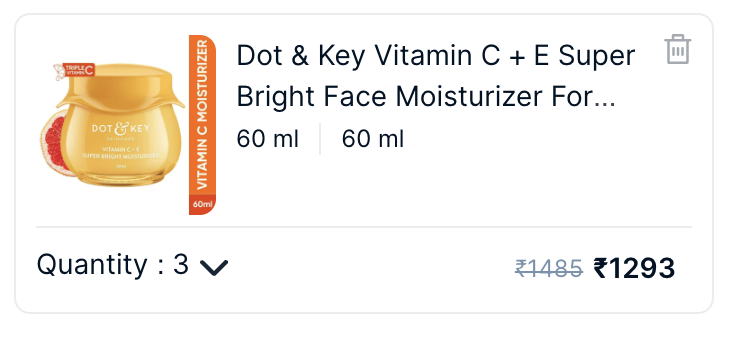 TRIPLE
VITAMIN C
DOT & KEY
SKINCARE
VITAMIN C + E
SUPER BRIGHT MOISTURIZER
VITAMIN C MOISTURIZER
60ml
Dot & Key Vitamin C + E Super
Bright Face Moisturizer For...
60 ml | 60 ml
Quantity : 3
₹1485 ₹1293